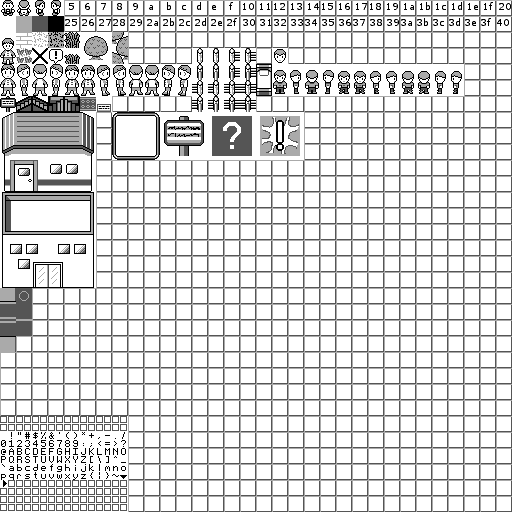 5 6 7 8 9 a b c d e f 10 11 12 13 14 15 16 17 18 19 1a 1b 1c 1d 1e 1f 20
25 26 27 28 29 2a 2b 2c 2d 2e 2f 30 31 32 33 34 35 36 37 38 39 3a 3b 3c 3d 3e 3f 40
!
? !
!"#$%&'()*+,-./
0123456789:;<=>?
@ABCDEFGHIJKLMNO
PQRSTUVWXYZ[\]^_
`abcdefghijklmno
pqrstuvwxyz{|}~▼
▶